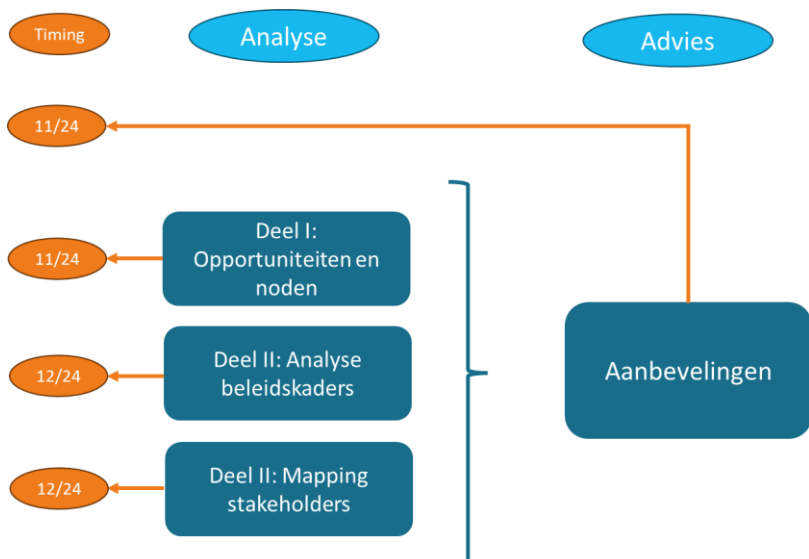 Timing
Analyse
Advies
11/24
11/24
Deel I:
Opportuniteiten en
noden
12/24
Deel II: Analyse
beleidskaders
Aanbevelingen
12/24
Deel II: Mapping
stakeholders